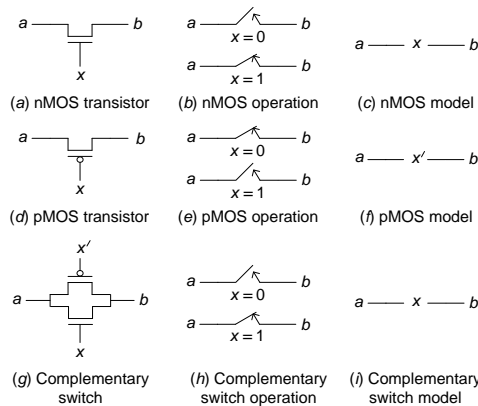 a b x=0 a b
x x=1 a x b
(a) nMOS transistor (b) nMOS operation (c) nMOS model
a b x=0 a b
x x=1 a x′ b
(d) pMOS transistor (e) pMOS operation (f) pMOS model
x′
a b x=0 a b
x x=1 a x b
(g) Complementary (h) Complementary (i) Complementary
switch switch operation switch model